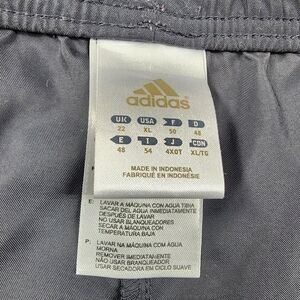 adidas
UK USA F D
22 XL 50 48
E I J CDN
48 54 4XOT XL/TG
MADE IN INDONESIA
FABRIQUÉ EN INDONÉSIE
E: LAVAR A MÁQUINA CON AGUA TIBIA
SACAR DEL AGUA INMEDIATAMENTE
DESPUÉS DE LAVAR
NO USAR BLANQUEADORES
SECAR A MÁQUINA CON
TEMPERATURA BAJA
P: LAVAR NA MÁQUINA COM ÁGUA
MORNA
REMOVER IMEDIATAMENTE
NÃO USAR BRANQUEADOR
USAR SECADORA EM CICLO SUAVE